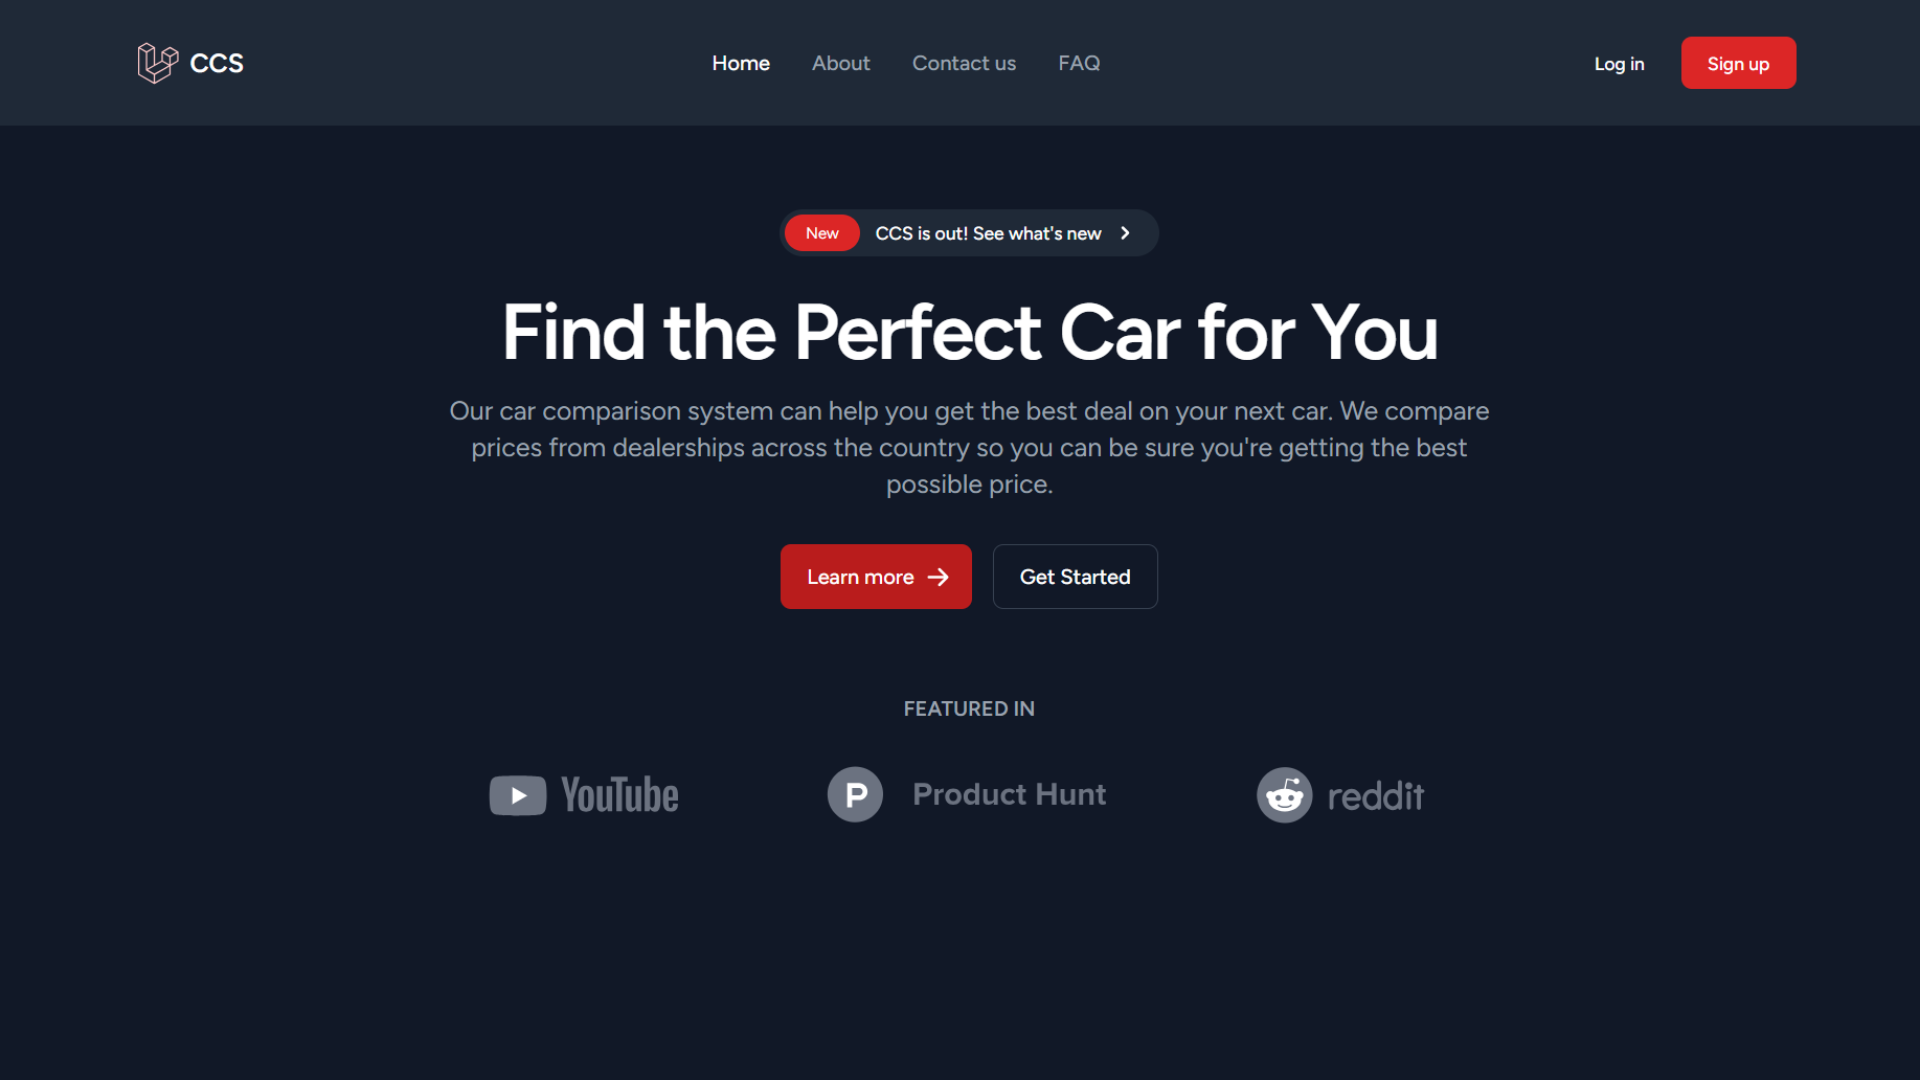 CCS
Home About Contact us FAQ
Log in Sign up
New CCS is out! See what's new
Find the Perfect Car for You
Our car comparison system can help you get the best deal on your next car. We compare
prices from dealerships across the country so you can be sure you're getting the best
possible price.
Learn more Get Started
FEATURED IN
YouTube Product Hunt reddit